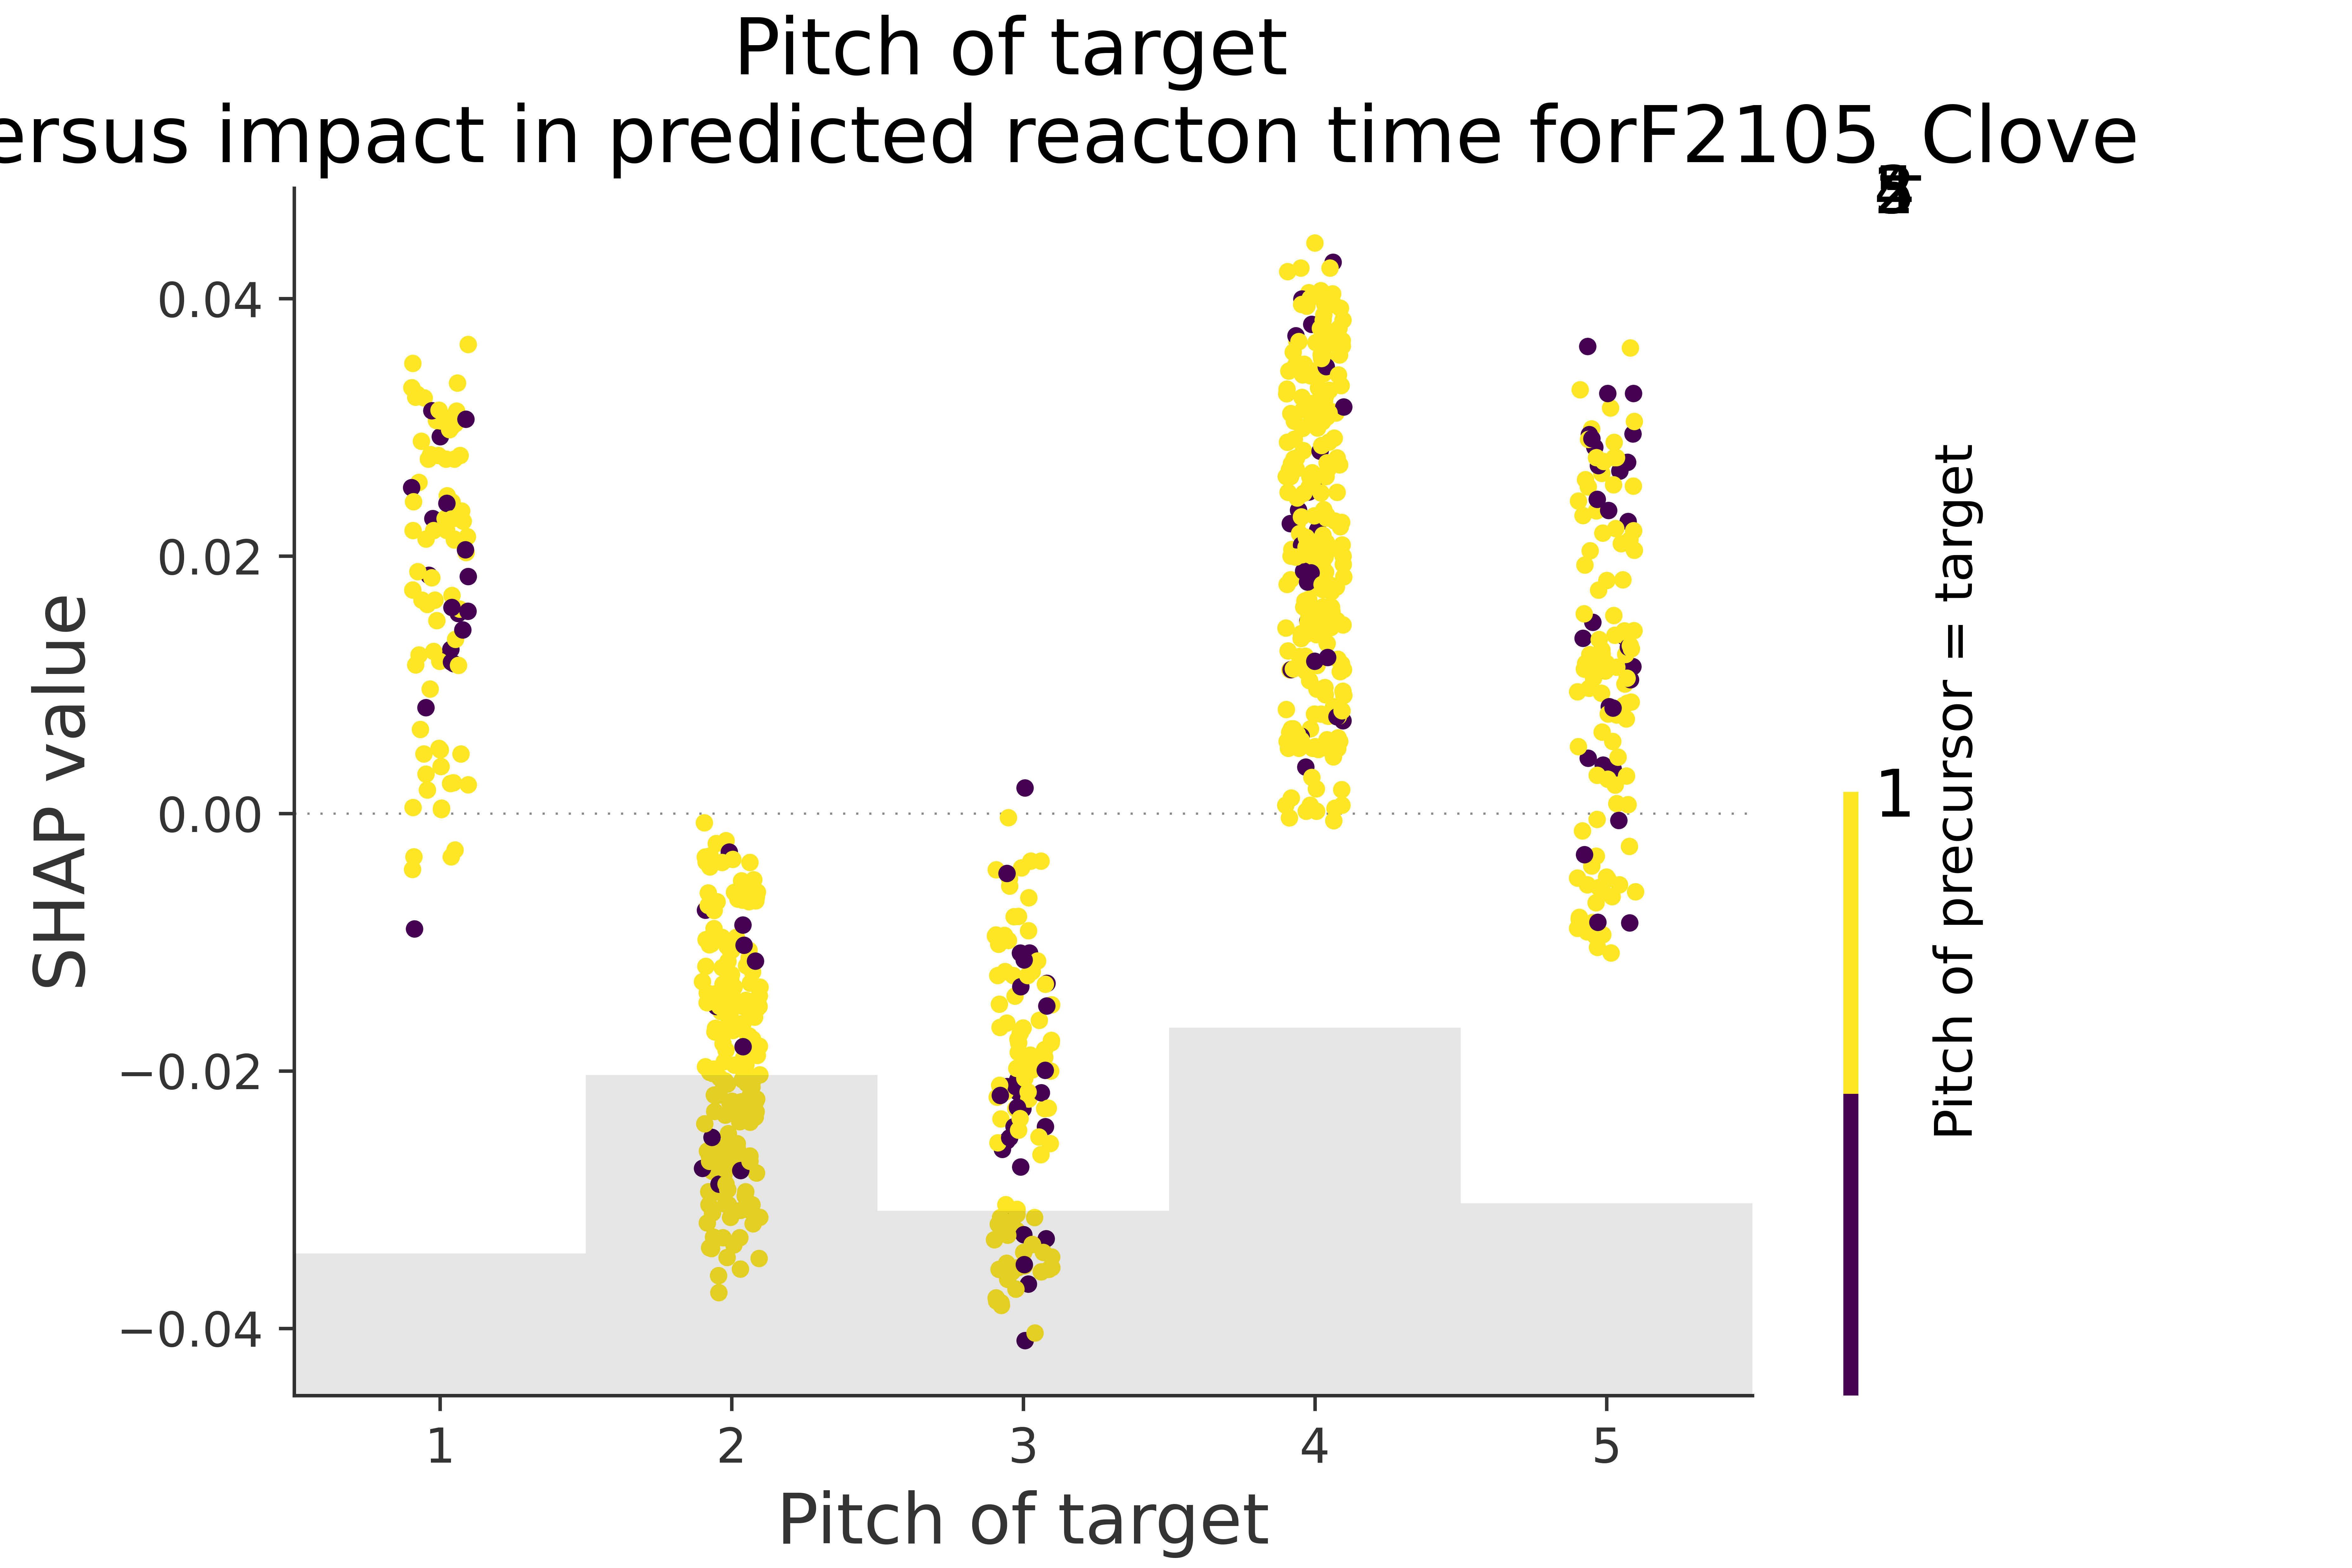 Pitch of target
ersus impact in predicted reacton time forF2105_Clove
0.04
0.02
0.00
−0.02
−0.04
SHAP value
1 2 3 4 5
Pitch of target
1
Pitch of precursor = target